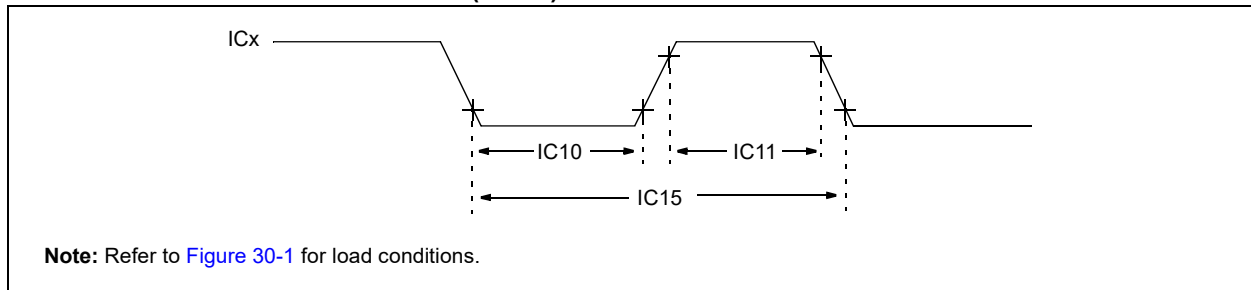 ICx
IC10
IC11
IC15
Note: Refer to Figure 30-1 for load conditions.